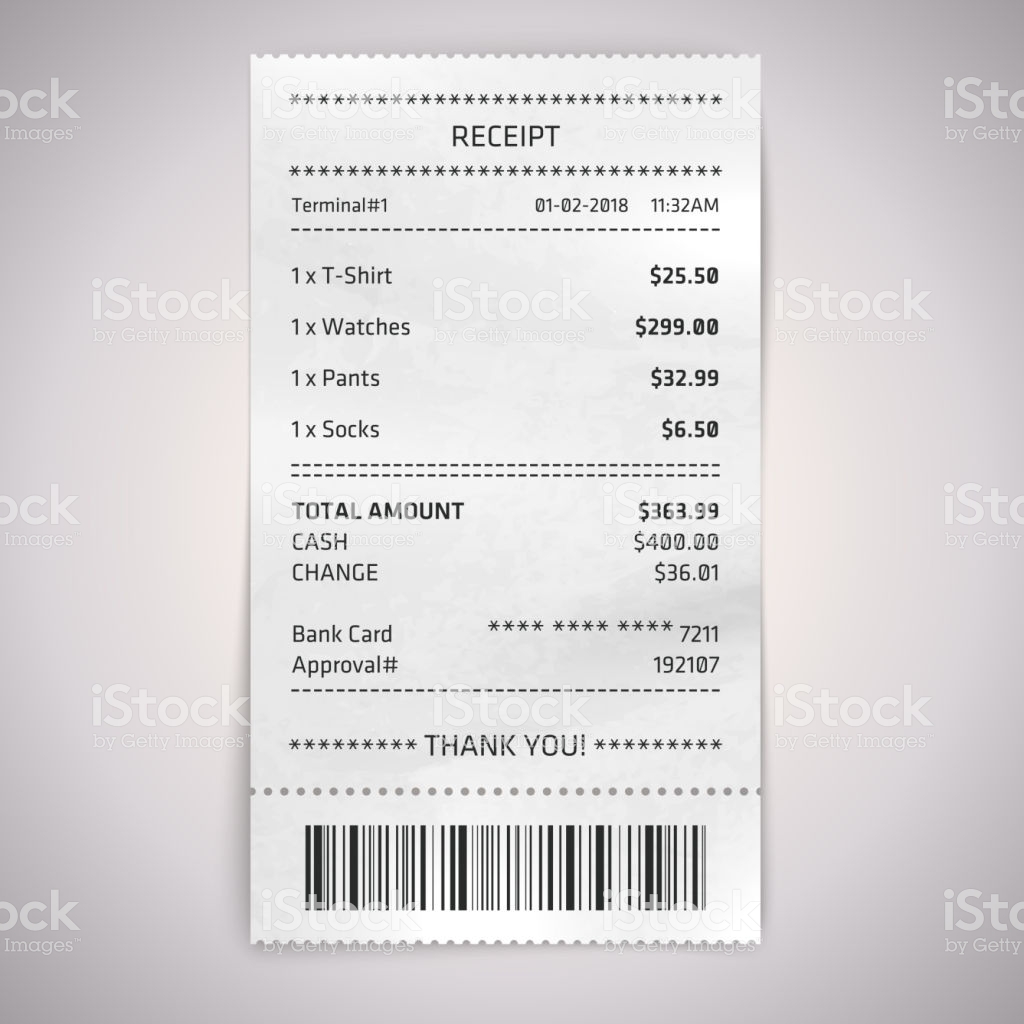 ******************************
RECEIPT
******************************
Terminal#1 01-02-2018 11:32AM
1 x T-Shirt $25.50
1 x Watches $299.00
1 x Pants $32.99
1 x Socks $6.50
TOTAL AMOUNT $363.99
CASH $400.00
CHANGE $36.01
Bank Card **** **** **** 7211
Approval# 192107
********* THANK YOU! *********
iStock
by Getty Images™